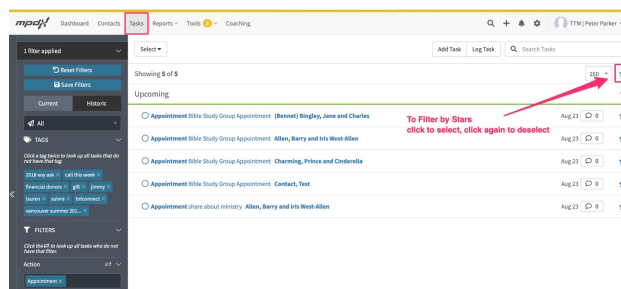 mpdx Dashboard Contacts Tasks Reports Tools Coaching TTM | Peter Parker
1 filter applied
Select
Add Task Log Task Search Tasks
Reset Filters
Save Filters
Showing 5 of 5
250
Current Historic
Upcoming
All
TAGS
Click a tag twice to look up all tasks that do
not have that tag.
2018 eoy ask × call this week ×
financial donors × gift × jimmy ×
lauren × suivre × tntconnect ×
vancouver summer 201... ×
FILTERS
Click the to look up all tasks who do not
have that filter.
Action
Appointment ×
To Filter by Stars
click to select, click again to deselect
Appointment Bible Study Group Appointment (Bennet) Bingley, Jane and Charles Aug 23 0
Appointment Bible Study Group Appointment Allen, Barry and Iris West-Allen Aug 23 0
Appointment Bible Study Group Appointment Charming, Prince and Cinderella Aug 23 0
Appointment Bible Study Group Appointment Contact, Test Aug 23 0
Appointment share about ministry Allen, Barry and Iris West-Allen Aug 23 0